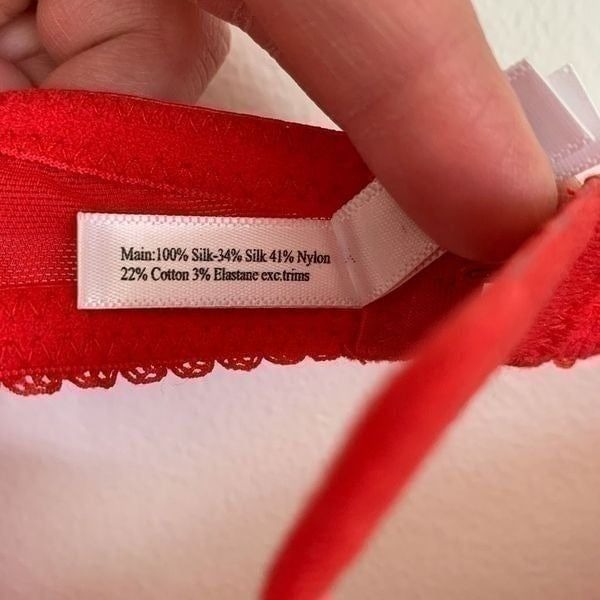 Main:100% Silk-34% Silk 41% Nylon
22% Cotton 3% Elastane exc.trims